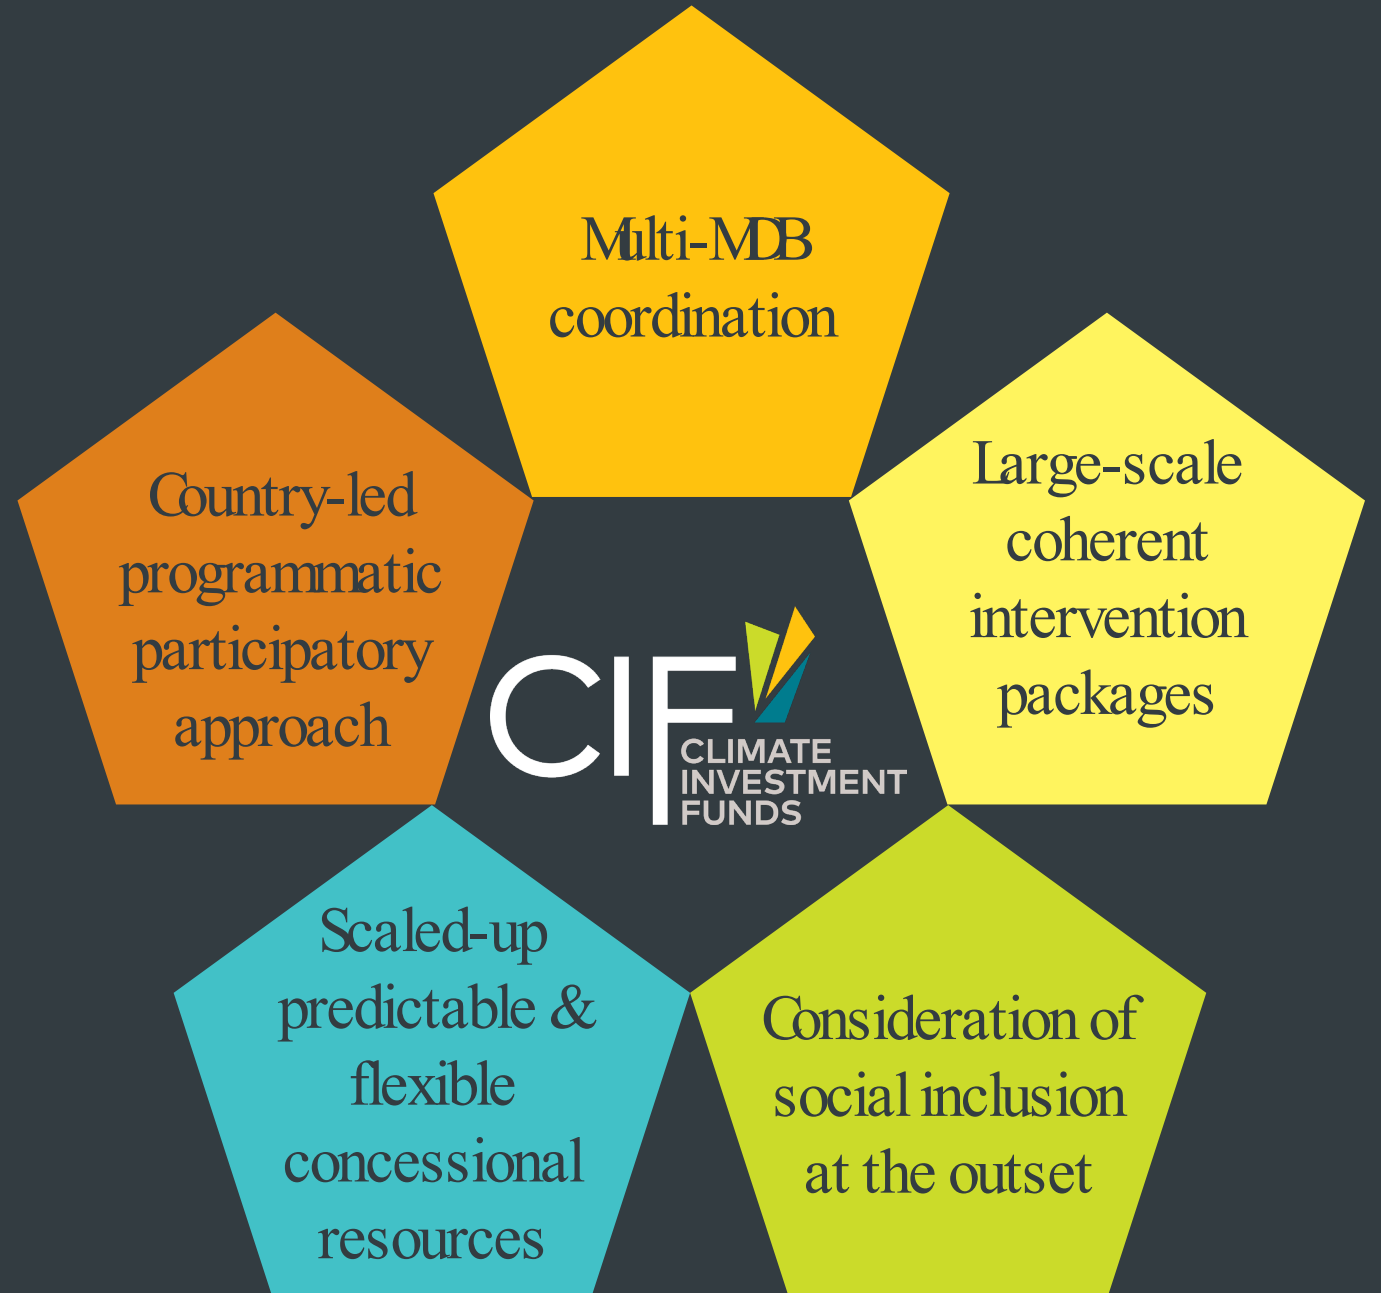 Multi-MDB
coordination
Country-led
programmatic
participatory
approach
Large-scale
coherent
intervention
packages
CIF
CLIMATE
INVESTMENT
FUNDS
Scaled-up
predictable &
flexible
concessional
resources
Consideration of
social inclusion
at the outset